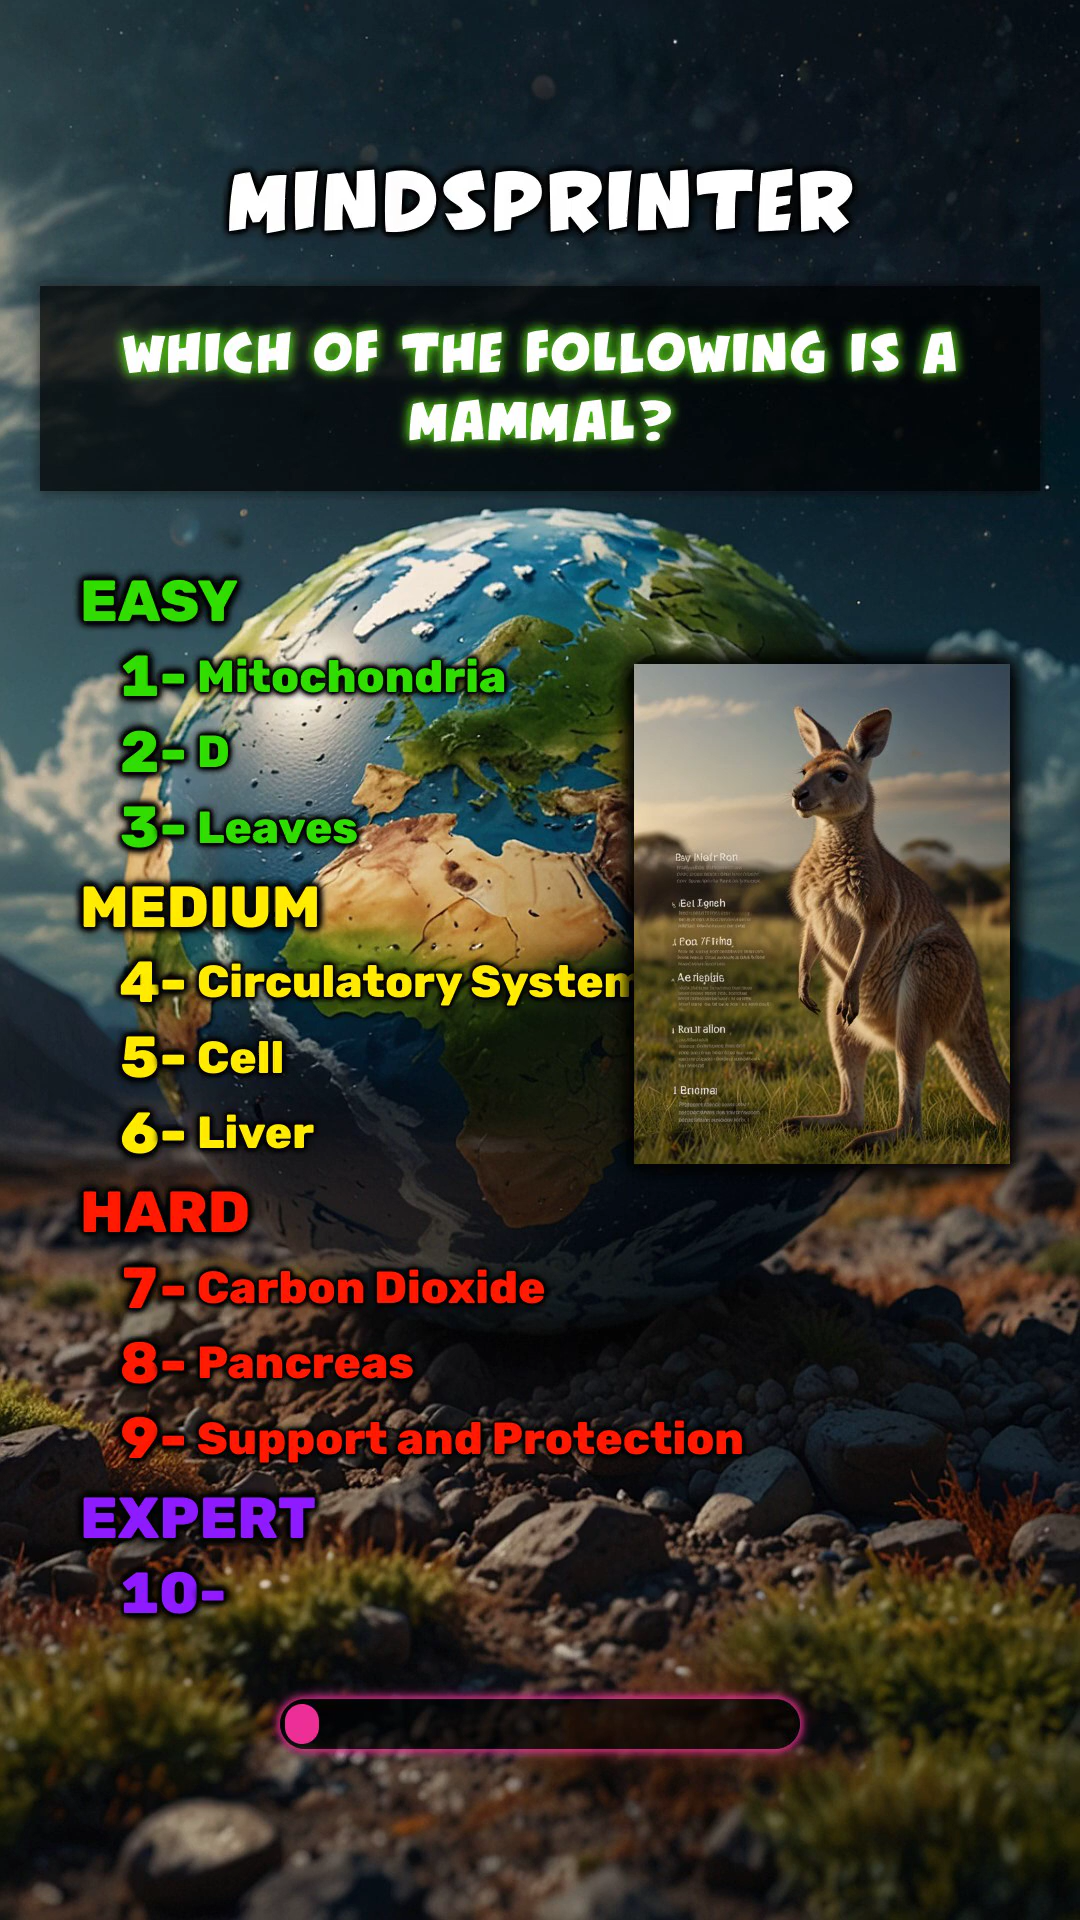 MINDSPRINTER
WHICH OF THE FOLLOWING IS A
MAMMAL?
EASY
1- Mitochondria
2- D
3- Leaves
MEDIUM
4- Circulatory System
5- Cell
6- Liver
HARD
7- Carbon Dioxide
8- Pancreas
9- Support and Protection
EXPERT
10-